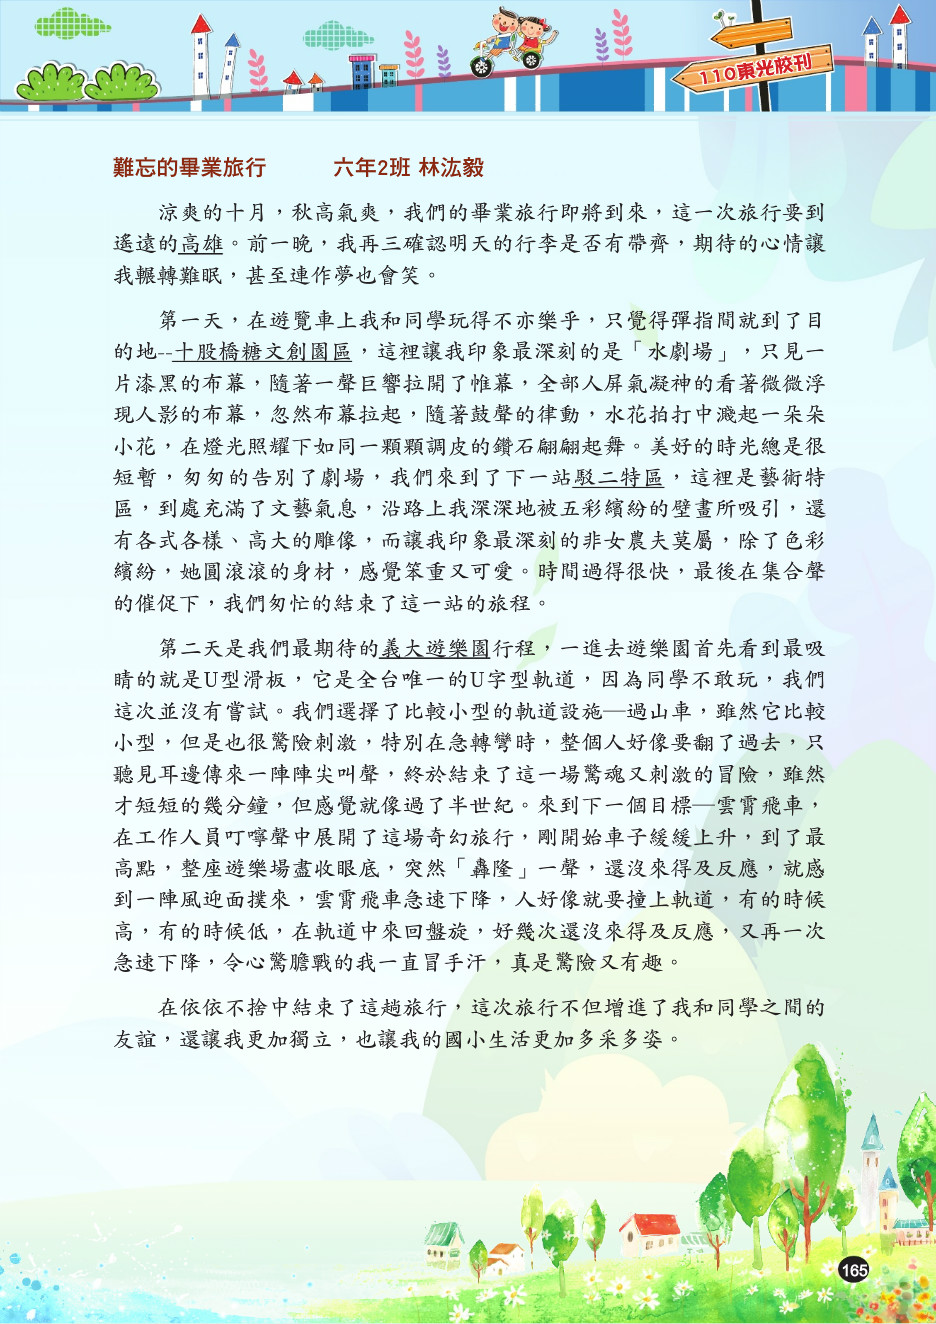 110東光校刊
難忘的畢業旅行 六年2班 林汯毅
涼爽的十月，秋高氣爽，我們的畢業旅行即將到來，這一次旅行要到
遙遠的高雄。前一晚，我再三確認明天的行李是否有帶齊，期待的心情讓
我輾轉難眠，甚至連作夢也會笑。
第一天，在遊覽車上我和同學玩得不亦樂乎，只覺得彈指間就到了目
的地--十股橋糖文創園區，這裡讓我印象最深刻的是「水劇場」，只見一
片漆黑的布幕，隨著一聲巨響拉開了惟幕，全部人屏氣凝神的看著微微浮
現人影的布幕，忽然布幕拉起，隨著鼓聲的律動，水花拍打中濺起一朵朵
小花，在燈光照耀下如同一顆顆調皮的鑽石翩翩起舞。美好的時光總是很
短暫，匆匆的告別了劇場，我們來到了下一站駁二特區，這裡是藝術特
區，到處充滿了文藝氣息，沿路上我深深地被五彩繽紛的壁畫所吸引，還
有各式各樣、高大的雕像，而讓我印象最深刻的非女農夫莫屬，除了色彩
繽紛，她圓滾滾的身材，感覺笨重又可愛。時間過得很快，最後在集合聲
的催促下，我們匆忙的結束了這一站的旅程。
第二天是我們最期待的義大遊樂園行程，一進去遊樂園首先看到最吸
睛的就是U型滑板，它是全台唯一的U字型軌道，因為同學不敢玩，我們
這次並沒有嘗試。我們選擇了比較小型的軌道設施─過山車，雖然它比較
小型，但是也很驚險刺激，特別在急轉彎時，整個人好像要翻了過去，只
聽見耳邊傳來一陣陣尖叫聲，終於結束了這一場驚魂又刺激的冒險，雖然
才短短的幾分鐘，但感覺就像過了半世紀。來到下一個目標─雲霄飛車，
在工作人員叮嚀聲中展開了這場奇幻旅行，剛開始車子緩緩上升，到了最
高點，整座遊樂場盡收眼底，突然「轟隆」一聲，還沒來得及反應，就感
到一陣風迎面撲來，雲霄飛車急速下降，人好像就要撞上軌道，有的時候
高，有的時候低，在軌道中來回盤旋，好幾次還沒來得及反應，又再一次
急速下降，令心驚膽戰的我一直冒手汗，真是驚險又有趣。
在依依不捨中結束了這趟旅行，這次旅行不但增進了我和同學之間的
友誼，還讓我更加獨立，也讓我的國小生活更加多采多姿。
165